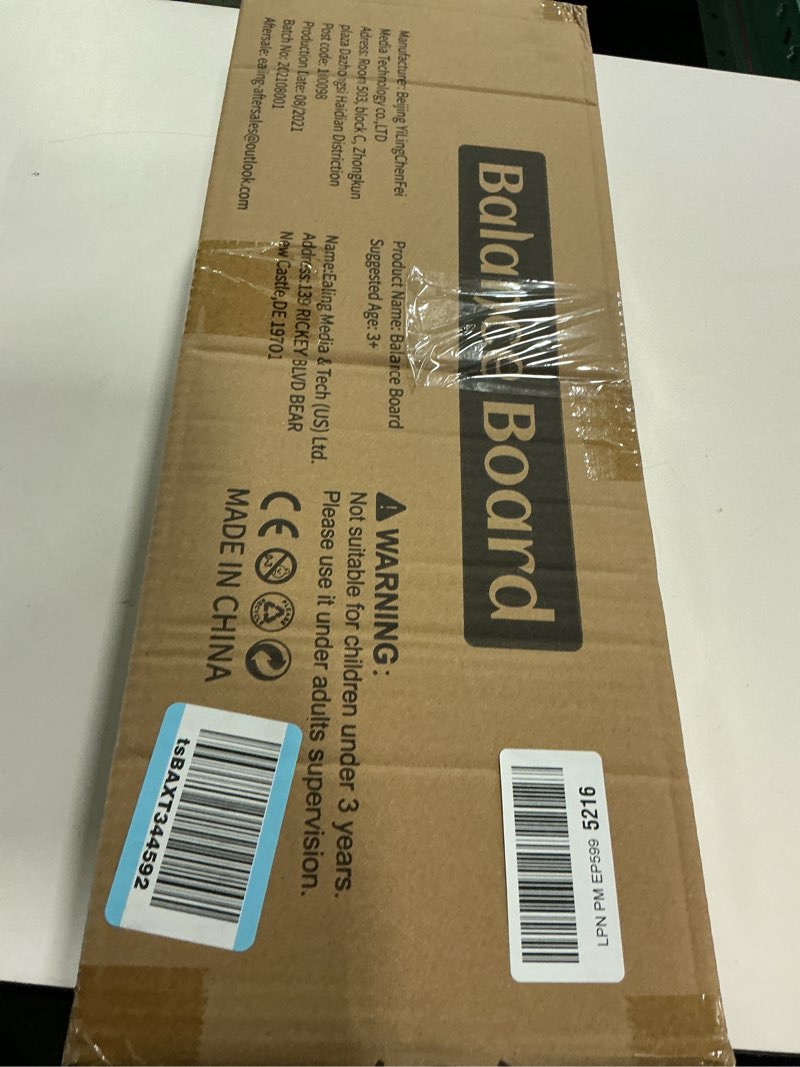 Balance Board
Manufacturer: Beijing YiLingChenFei
Media Technology co.,LTD
Adress: Room 503, block C, Zhongkun
plaza Dazhongsi Haidian Distriction
Post code: 100098
Production Date: 08/2021
Batch No: 202108001
Aftersale: ealing-aftersales@outlook.com
Product Name: Balance Board
Suggested Age: 3+
Name:Ealing Media & Tech (US) Ltd.
Address:139 RICKEY BLVD BEAR
New Castle,DE 19701
WARNING:
Not suitable for children under 3 years.
Please use it under adults supervision.
CE
0-3
MADE IN CHINA
LPN PM EP599 5216
tsBAXT344592